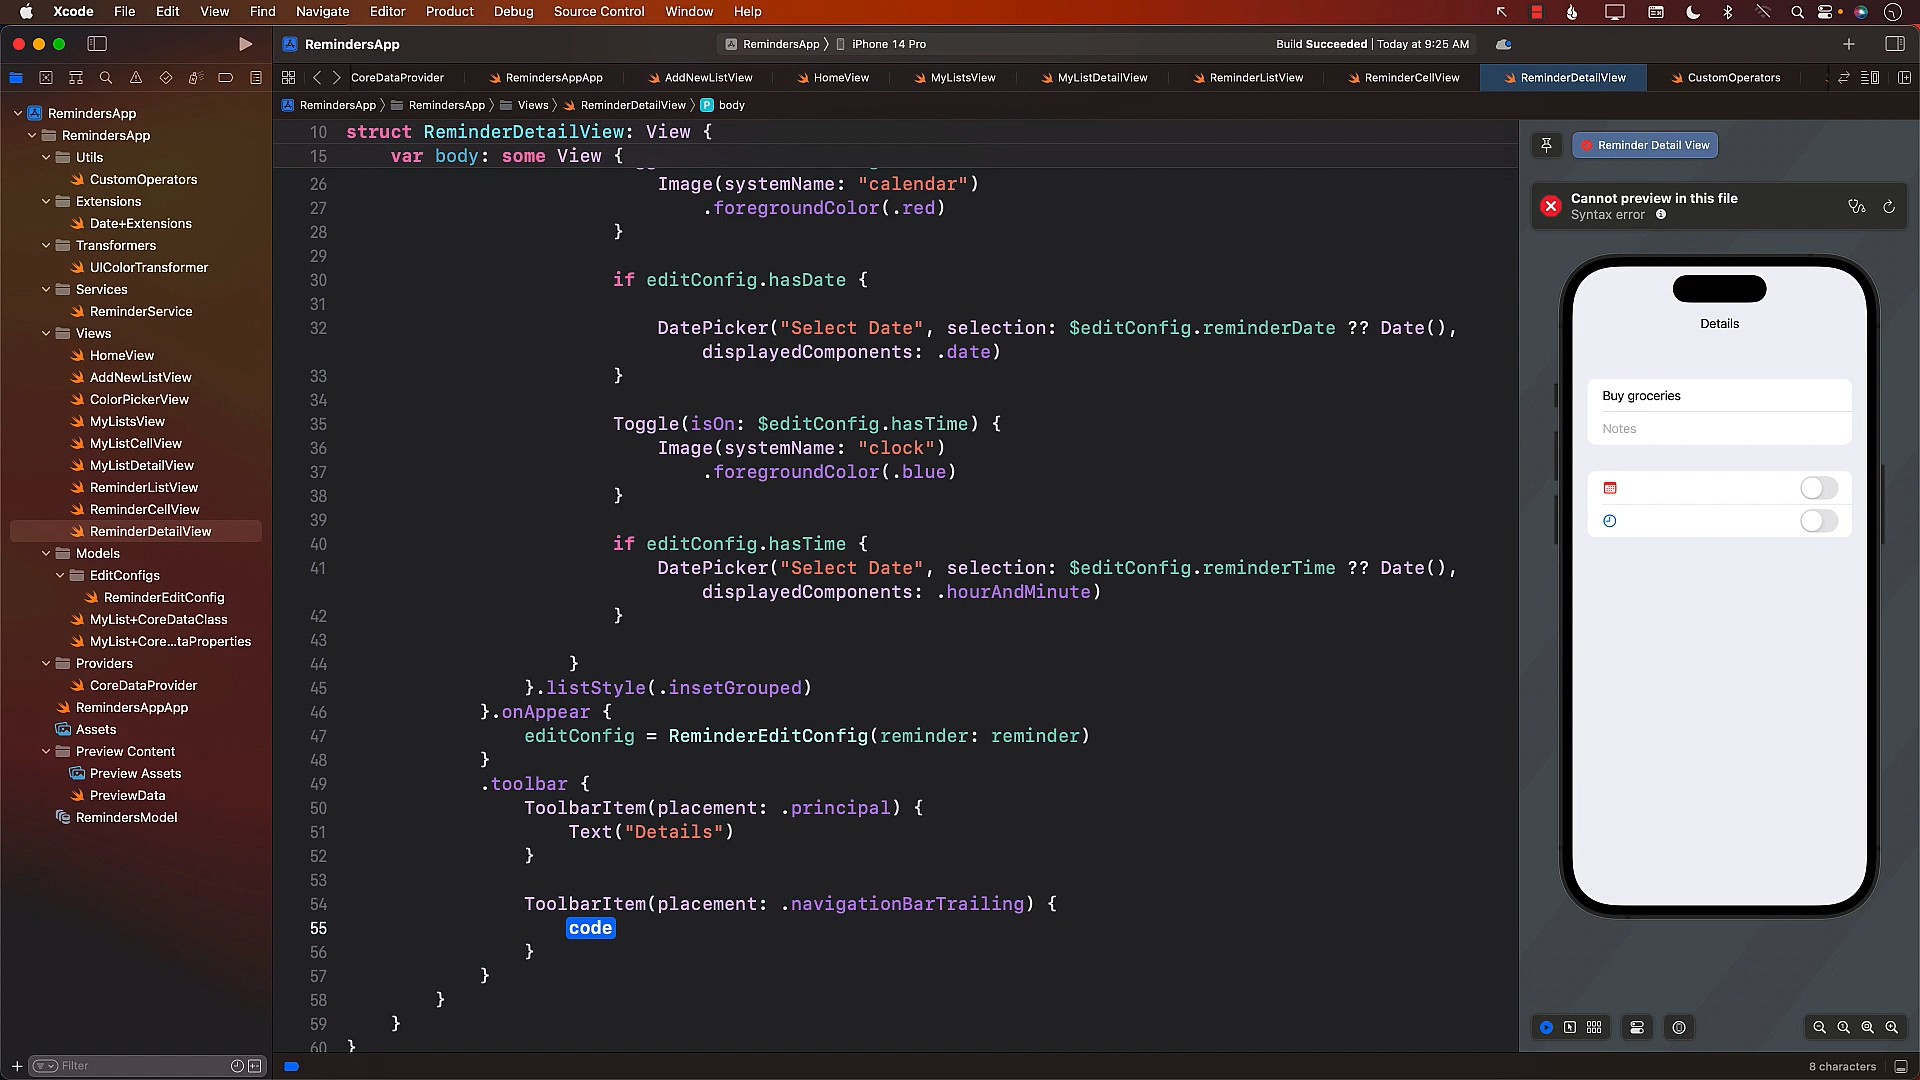 Xcode File Edit View Find Navigate Editor Product Debug Source Control Window Help
RemindersApp
RemindersApp 〉 iPhone 14 Pro
Build Succeeded | Today at 9:25 AM
CoreDataProvider RemindersAppApp AddNewListView HomeView MyListsView MyListDetailView ReminderListView ReminderCellView ReminderDetailView CustomOperators
RemindersApp 〉 RemindersApp 〉 Views 〉 ReminderDetailView 〉 P body
RemindersApp
RemindersApp
Utils
CustomOperators
Extensions
Date+Extensions
Transformers
UIColorTransformer
Services
ReminderService
Views
HomeView
AddNewListView
ColorPickerView
MyListsView
MyListCellView
MyListDetailView
ReminderListView
ReminderCellView
ReminderDetailView
Models
EditConfigs
ReminderEditConfig
MyList+CoreDataClass
MyList+Core...taProperties
Providers
CoreDataProvider
RemindersAppApp
Assets
Preview Content
Preview Assets
PreviewData
RemindersModel
Filter
10 struct ReminderDetailView: View {
15 var body: some View {
26 Image(systemName: "calendar")
27 .foregroundColor(.red)
28 }
29
30 if editConfig.hasDate {
31
32 DatePicker("Select Date", selection: $editConfig.reminderDate ?? Date(),
displayedComponents: .date)
33 }
34
35 Toggle(isOn: $editConfig.hasTime) {
36 Image(systemName: "clock")
37 .foregroundColor(.blue)
38 }
39
40 if editConfig.hasTime {
41 DatePicker("Select Date", selection: $editConfig.reminderTime ?? Date(),
displayedComponents: .hourAndMinute)
42 }
43
44 }
45 }.listStyle(.insetGrouped)
46 }.onAppear {
47 editConfig = ReminderEditConfig(reminder: reminder)
48 }
49 .toolbar {
50 ToolbarItem(placement: .principal) {
51 Text("Details")
52 }
53
54 ToolbarItem(placement: .navigationBarTrailing) {
55 code
56 }
57 }
58 }
59 }
60 }
Reminder Detail View
Cannot preview in this file
Syntax error
Details
Buy groceries
Notes
8 characters